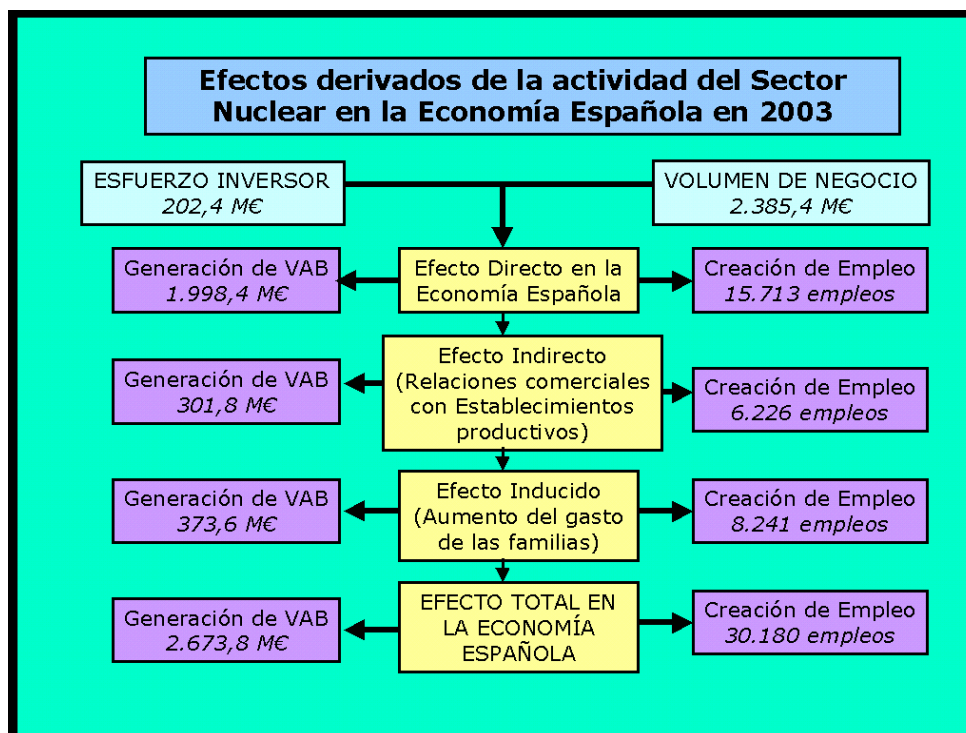 Efectos derivados de la actividad del Sector
Nuclear en la Economía Española en 2003
ESFUERZO INVERSOR
202,4 M€
VOLUMEN DE NEGOCIO
2.385,4 M€
Generación de VAB
1.998,4 M€
Efecto Directo en la
Economía Española
Creación de Empleo
15.713 empleos
Generación de VAB
301,8 M€
Efecto Indirecto
(Relaciones comerciales
con Establecimientos
productivos)
Creación de Empleo
6.226 empleos
Generación de VAB
373,6 M€
Efecto Inducido
(Aumento del gasto
de las familias)
Creación de Empleo
8.241 empleos
Generación de VAB
2.673,8 M€
EFECTO TOTAL EN
LA ECONOMÍA
ESPAÑOLA
Creación de Empleo
30.180 empleos